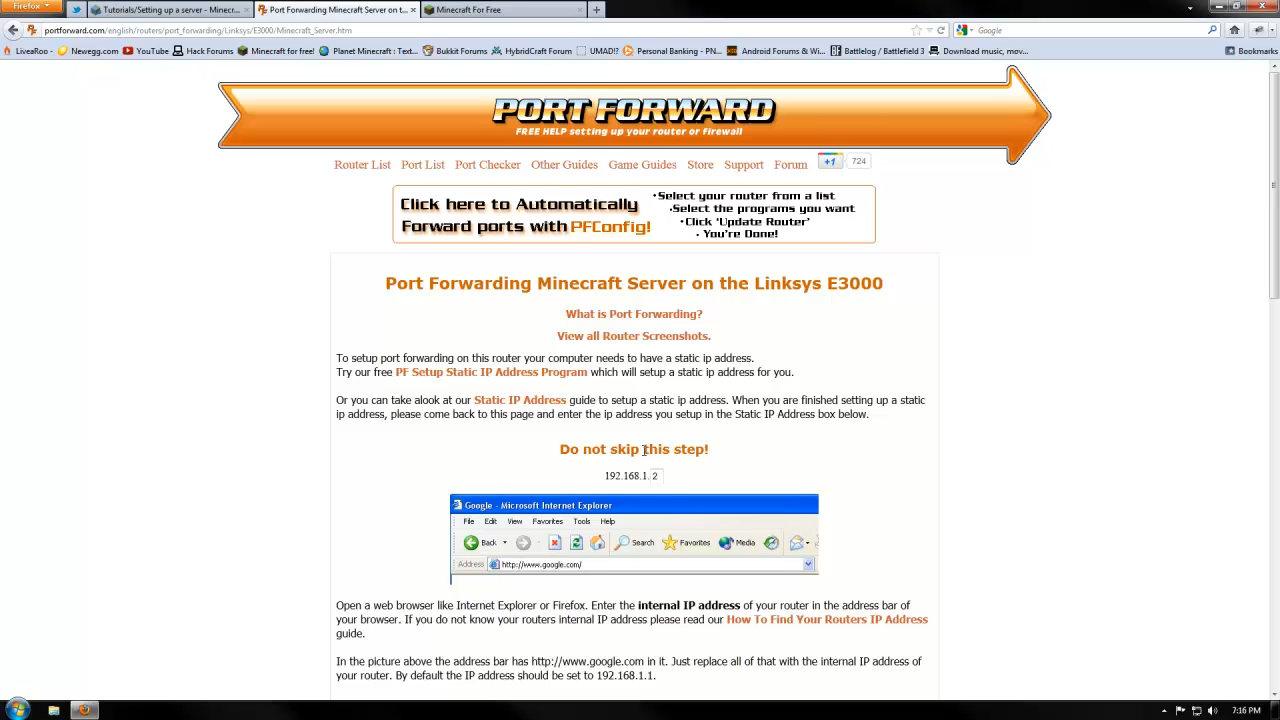 Firefox
Tutorials/Setting up a server - Minecr...
Port Forwarding Minecraft Server on t...
Minecraft For Free
portforward.com/english/routers/port_forwarding/Linksys/E3000/Minecraft_Server.htm
Google
LiveaRoo
Newegg.com
YouTube
Hack Forums
Minecraft for free!
Planet Minecraft : Text...
Bukkit Forums
HybridCraft Forum
UMAD!?
Personal Banking - PN...
Android Forums & Wi...
Battlelog / Battlefield 3
Download music, mov...
Bookmarks
PORT FORWARD
FREE HELP setting up your router or firewall
Router List Port List Port Checker Other Guides Game Guides Store Support Forum
+1
724
Click here to Automatically
Forward ports with PFConfig!
•Select your router from a list
•Select the programs you want
•Click 'Update Router'
• You're Done!
Port Forwarding Minecraft Server on the Linksys E3000
What is Port Forwarding?
View all Router Screenshots.
To setup port forwarding on this router your computer needs to have a static ip address.
Try our free PF Setup Static IP Address Program which will setup a static ip address for you.
Or you can take alook at our Static IP Address guide to setup a static ip address. When you are finished setting up a static
ip address, please come back to this page and enter the ip address you setup in the Static IP Address box below.
Do not skip this step!
192.168.1. 2
Google - Microsoft Internet Explorer
File Edit View Favorites Tools Help
Back Search Favorites Media
Address http://www.google.com/
Open a web browser like Internet Explorer or Firefox. Enter the internal IP address of your router in the address bar of
your browser. If you do not know your routers internal IP address please read our How To Find Your Routers IP Address
guide.
In the picture above the address bar has http://www.google.com in it. Just replace all of that with the internal IP address of
your router. By default the IP address should be set to 192.168.1.1.
7:16 PM